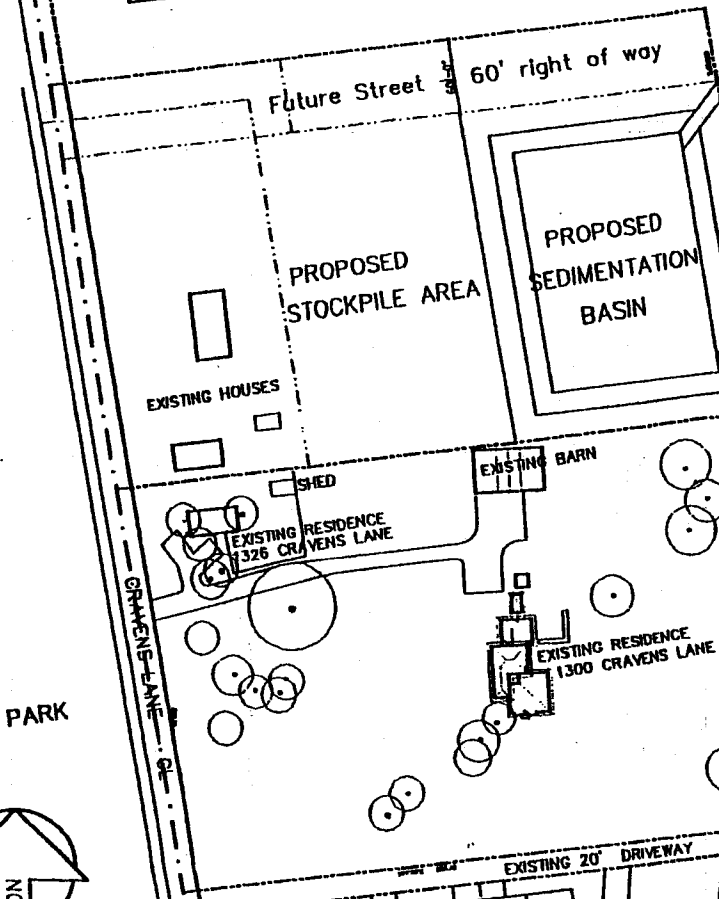 Future Street
60' right of way
PROPOSED
STOCKPILE AREA
PROPOSED
SEDIMENTATION
BASIN
EXISTING HOUSES
EXISTING BARN
SHED
EXISTING RESIDENCE
1326 CRAVENS LANE
CRAVENS LANE
EXISTING RESIDENCE
1300 CRAVENS LANE
PARK
CL
EXISTING 20' DRIVEWAY